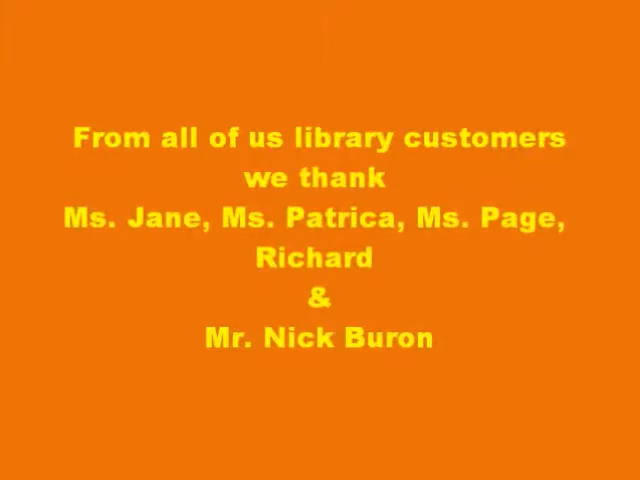 From all of us library customers
we thank
Ms. Jane, Ms. Patrica, Ms. Page,
Richard
&
Mr. Nick Buron